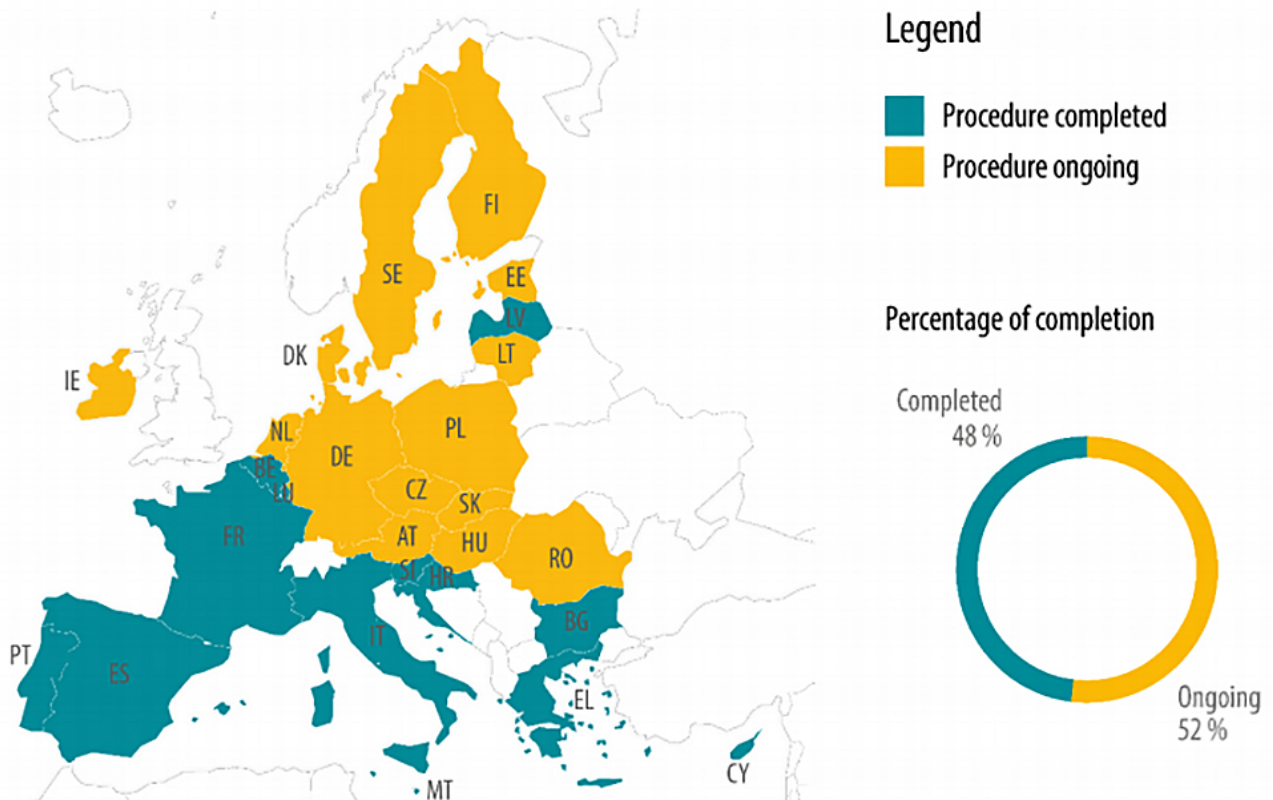 Legend
Procedure completed
Procedure ongoing
Percentage of completion
Completed
48 %
Ongoing
52 %
FI
SE
EE
LV
DK
LT
IE
NL
PL
DE
BE
LU
CZ
SK
FR
AT
HU
RO
SI
HR
BG
IT
PT
ES
EL
CY
MT